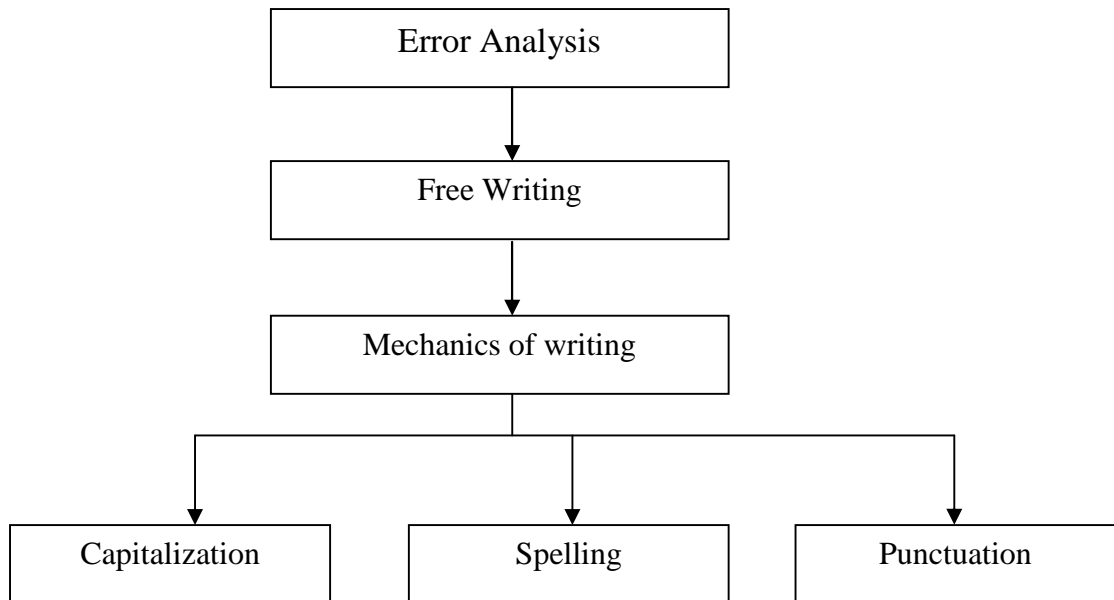 Error Analysis
Free Writing
Mechanics of writing
Capitalization
Spelling
Punctuation